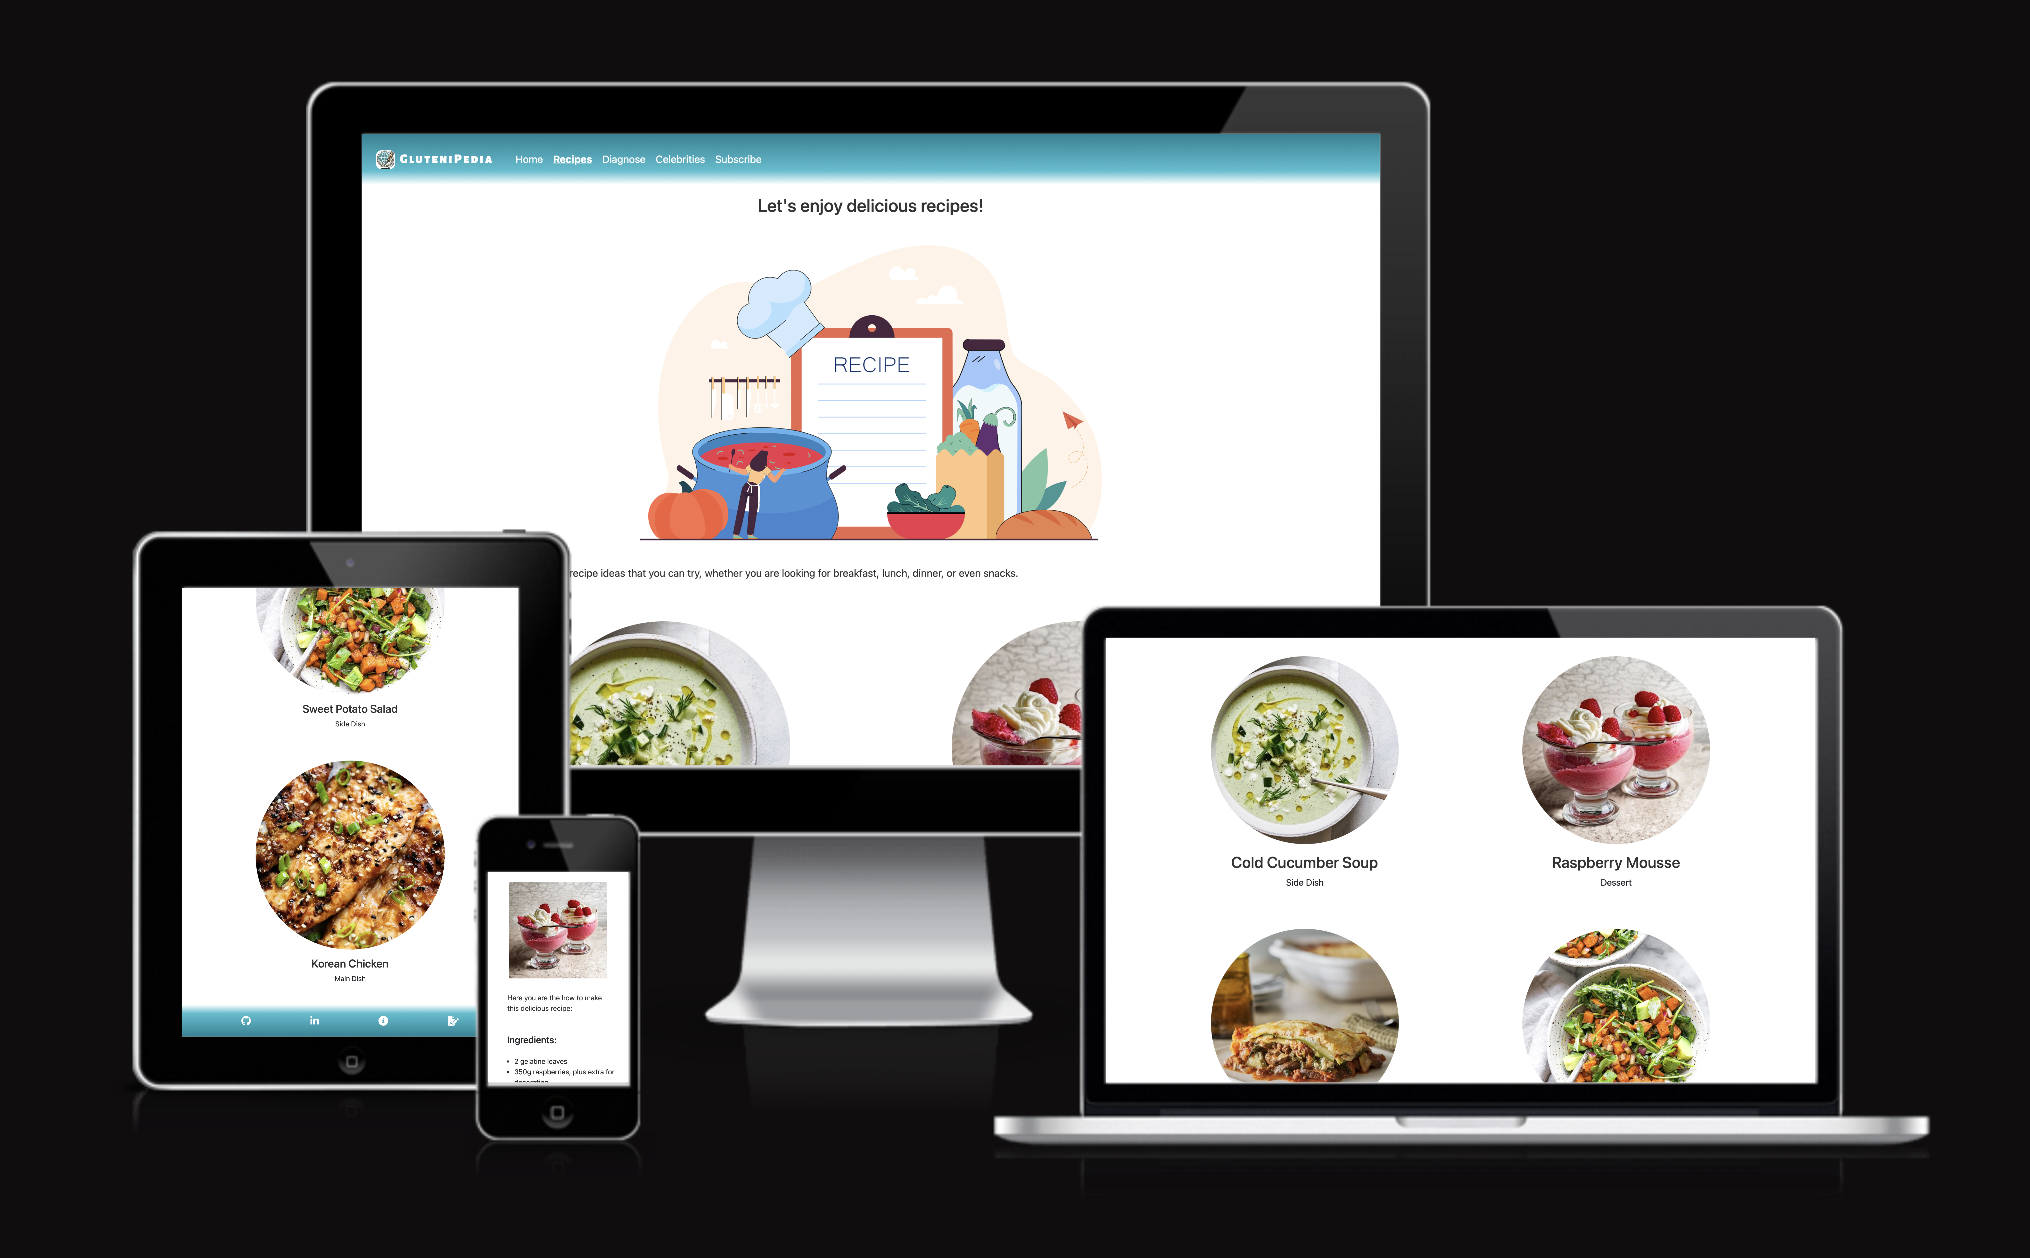 GLUTENIPEDIA Home Recipes Diagnose Celebrities Subscribe
Let's enjoy delicious recipes!
RECIPE
recipe ideas that you can try, whether you are looking for breakfast, lunch, dinner, or even snacks.
Sweet Potato Salad
Side Dish
Korean Chicken
Main Dish
in
Here you are the how to make
this delicious recipe:
Ingredients:
2 gelatine leaves
350g raspberries, plus extra for
decoration
Cold Cucumber Soup
Side Dish
Raspberry Mousse
Dessert